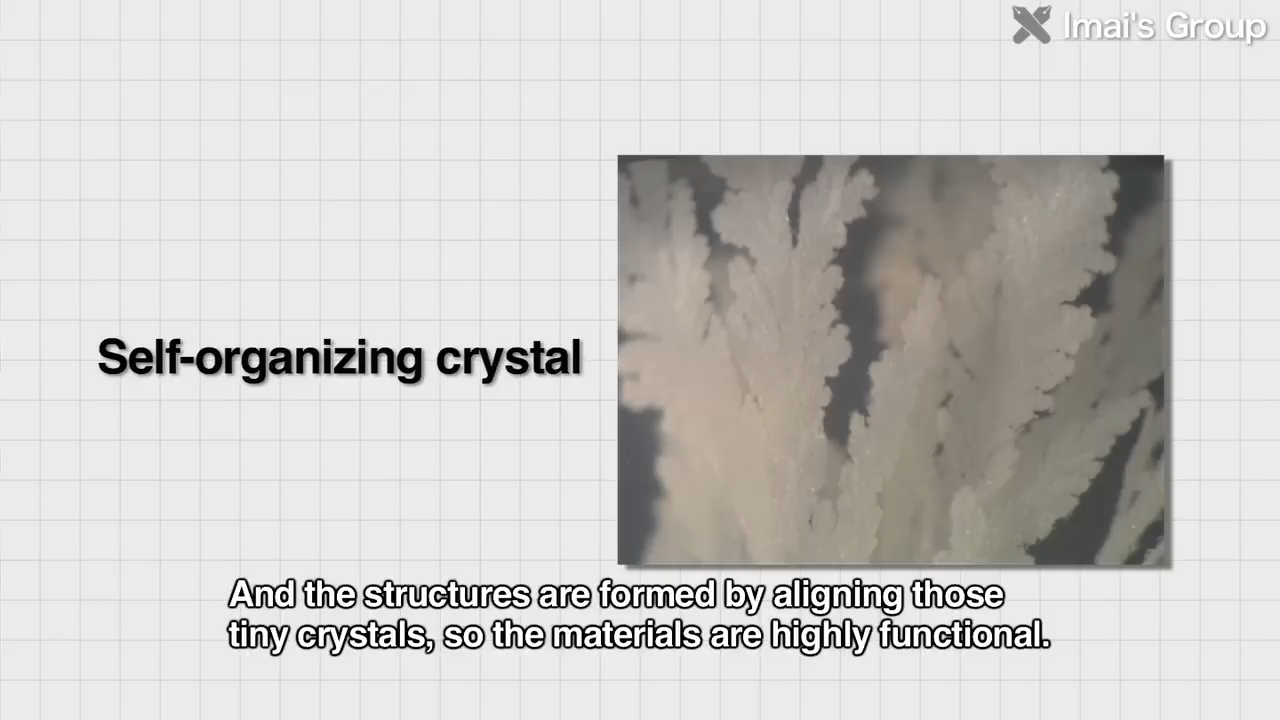 Imai's Group
Self-organizing crystal
And the structures are formed by aligning those
tiny crystals, so the materials are highly functional.